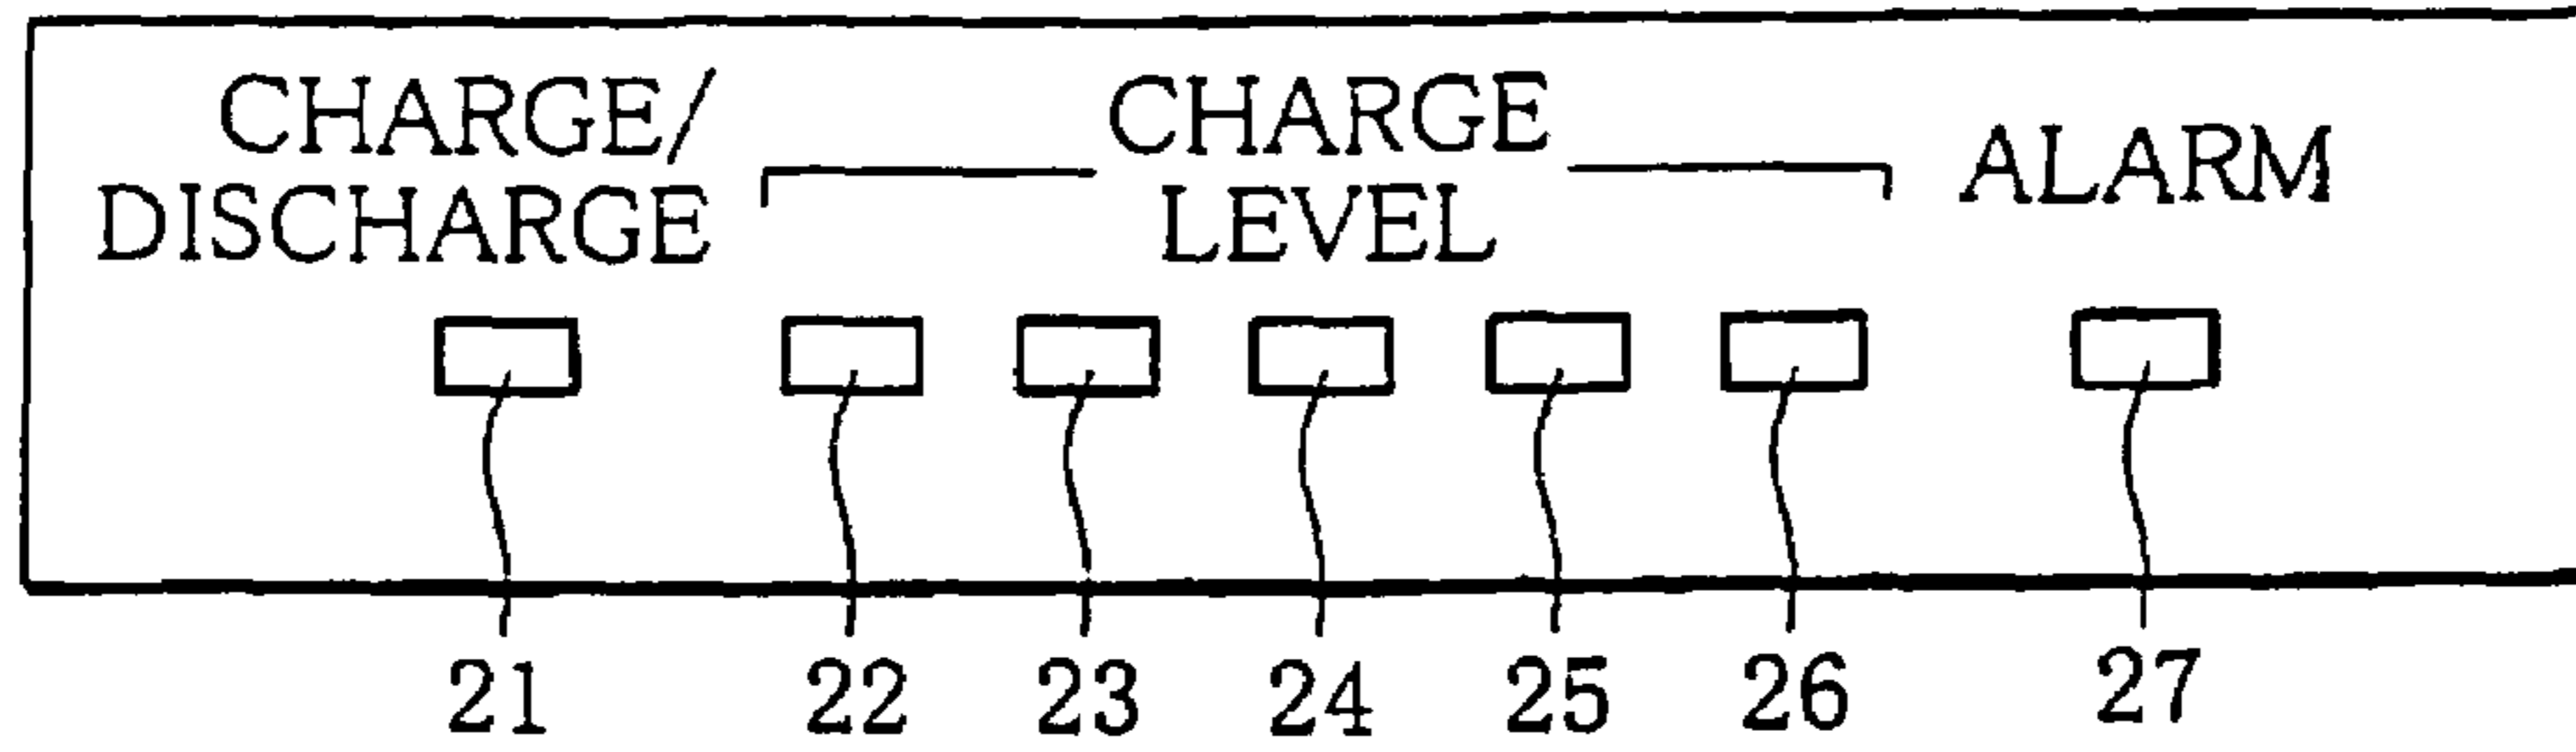 CHARGE/
DISCHARGE
CHARGE
LEVEL
ALARM
21 22 23 24 25 26 27